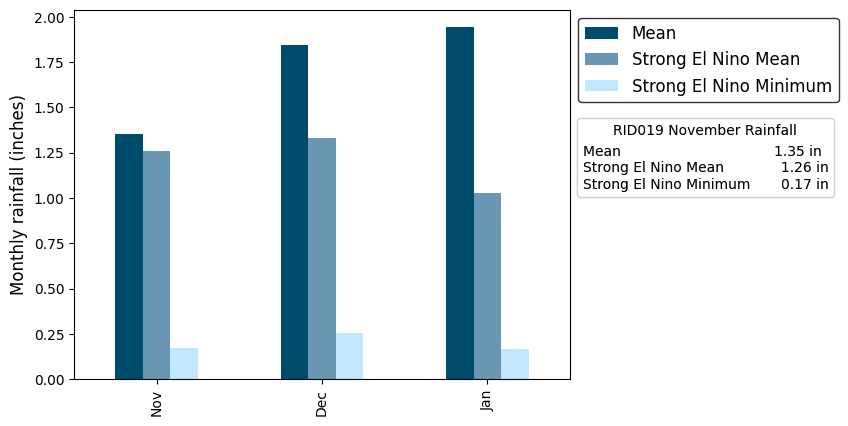 Monthly rainfall (inches)
2.00
1.75
1.50
1.25
1.00
0.75
0.50
0.25
0.00
Nov
Dec
Jan
Mean
Strong El Nino Mean
Strong El Nino Minimum
RID019 November Rainfall
Mean 1.35 in
Strong El Nino Mean 1.26 in
Strong El Nino Minimum 0.17 in